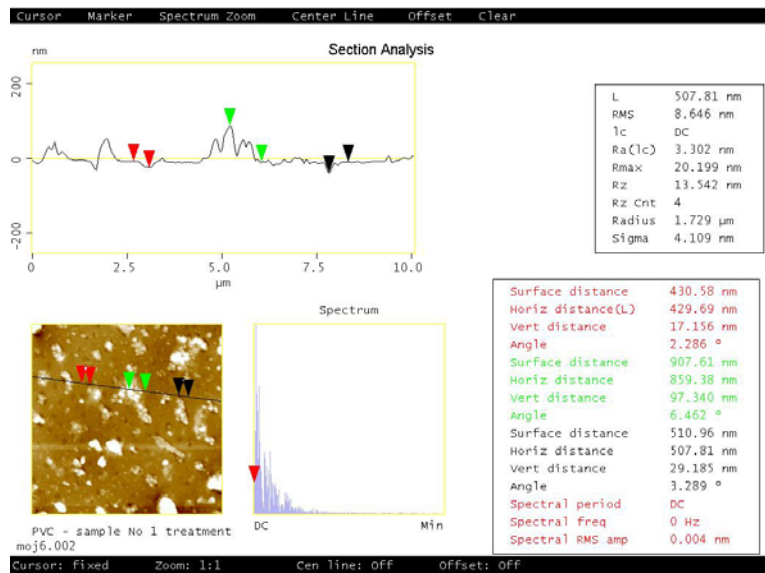 Cursor Marker Spectrum Zoom Center Line Offset Clear
Section Analysis
nm
200
0
-200
0 2.5 5.0 7.5 10.0
µm
L 507.81 nm
RMS 8.646 nm
lc DC
Ra(lc) 3.302 nm
Rmax 20.199 nm
Rz 13.542 nm
Rz Cnt 4
Radius 1.729 µm
Sigma 4.109 nm
Spectrum
DC Min
PVC - sample No 1 treatment
moj6.002
Surface distance 430.58 nm
Horiz distance(L) 429.69 nm
Vert distance 17.156 nm
Angle 2.286 °
Surface distance 907.61 nm
Horiz distance 859.38 nm
Vert distance 97.340 nm
Angle 6.462 °
Surface distance 510.96 nm
Horiz distance 507.81 nm
Vert distance 29.185 nm
Angle 3.289 °
Spectral period DC
Spectral freq 0 Hz
Spectral RMS amp 0.004 nm
Cursor: fixed Zoom: 1:1 Cen line: Off Offset: Off